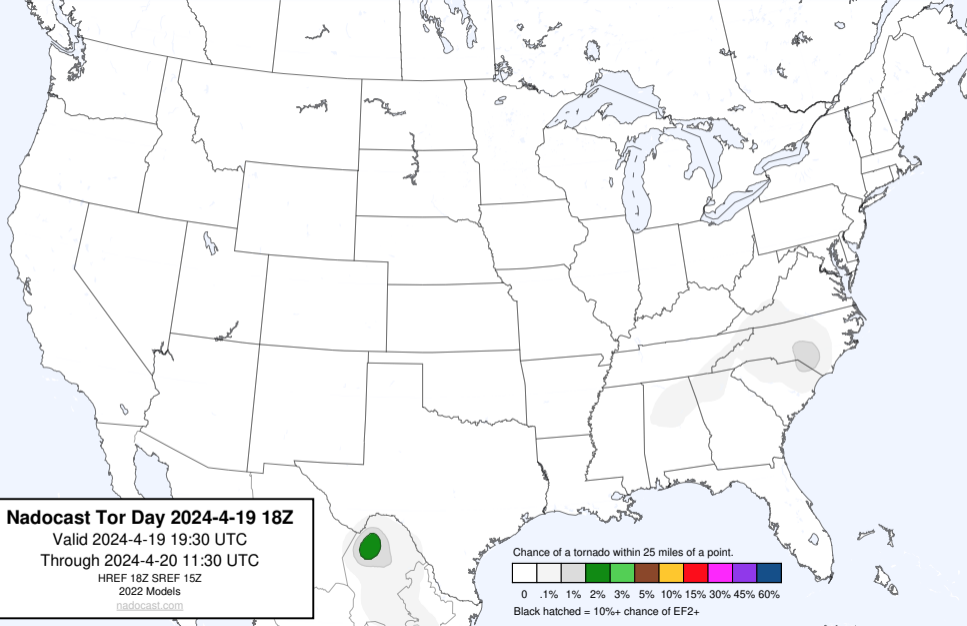 Nadocast Tor Day 2024-4-19 18Z
Valid 2024-4-19 19:30 UTC
Through 2024-4-20 11:30 UTC
HREF 18Z SREF 15Z
2022 Models
nadocast.com
Chance of a tornado within 25 miles of a point.
0 .1% 1% 2% 3% 5% 10% 15% 30% 45% 60%
Black hatched = 10%+ chance of EF2+